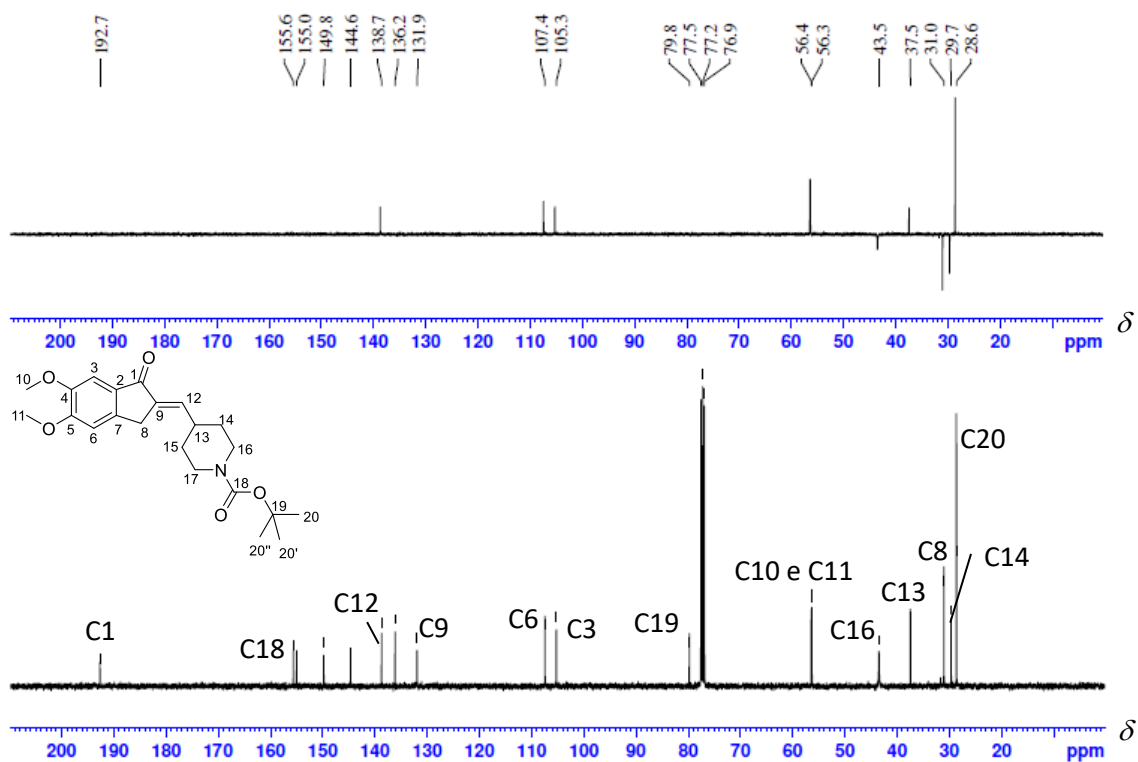 192.7 155.6 155.0 149.8 144.6 138.7 136.2 131.9 107.4 105.3 79.8 77.5 77.2 76.9 56.4 56.3 43.5 37.5 31.0 29.7 28.6
200 190 180 170 160 150 140 130 120 110 100 90 80 70 60 50 40 30 20 ppm δ
O
10 O 3 2 1 12
4 9 14
11 O 5 6 7 8 13
15 16
17 N
18 O 19 20
O 20'' 20'
C1 C18 C12 C9 C6 C3 C19 C10 e C11 C16 C13 C8 C14 C20
200 190 180 170 160 150 140 130 120 110 100 90 80 70 60 50 40 30 20 ppm δ